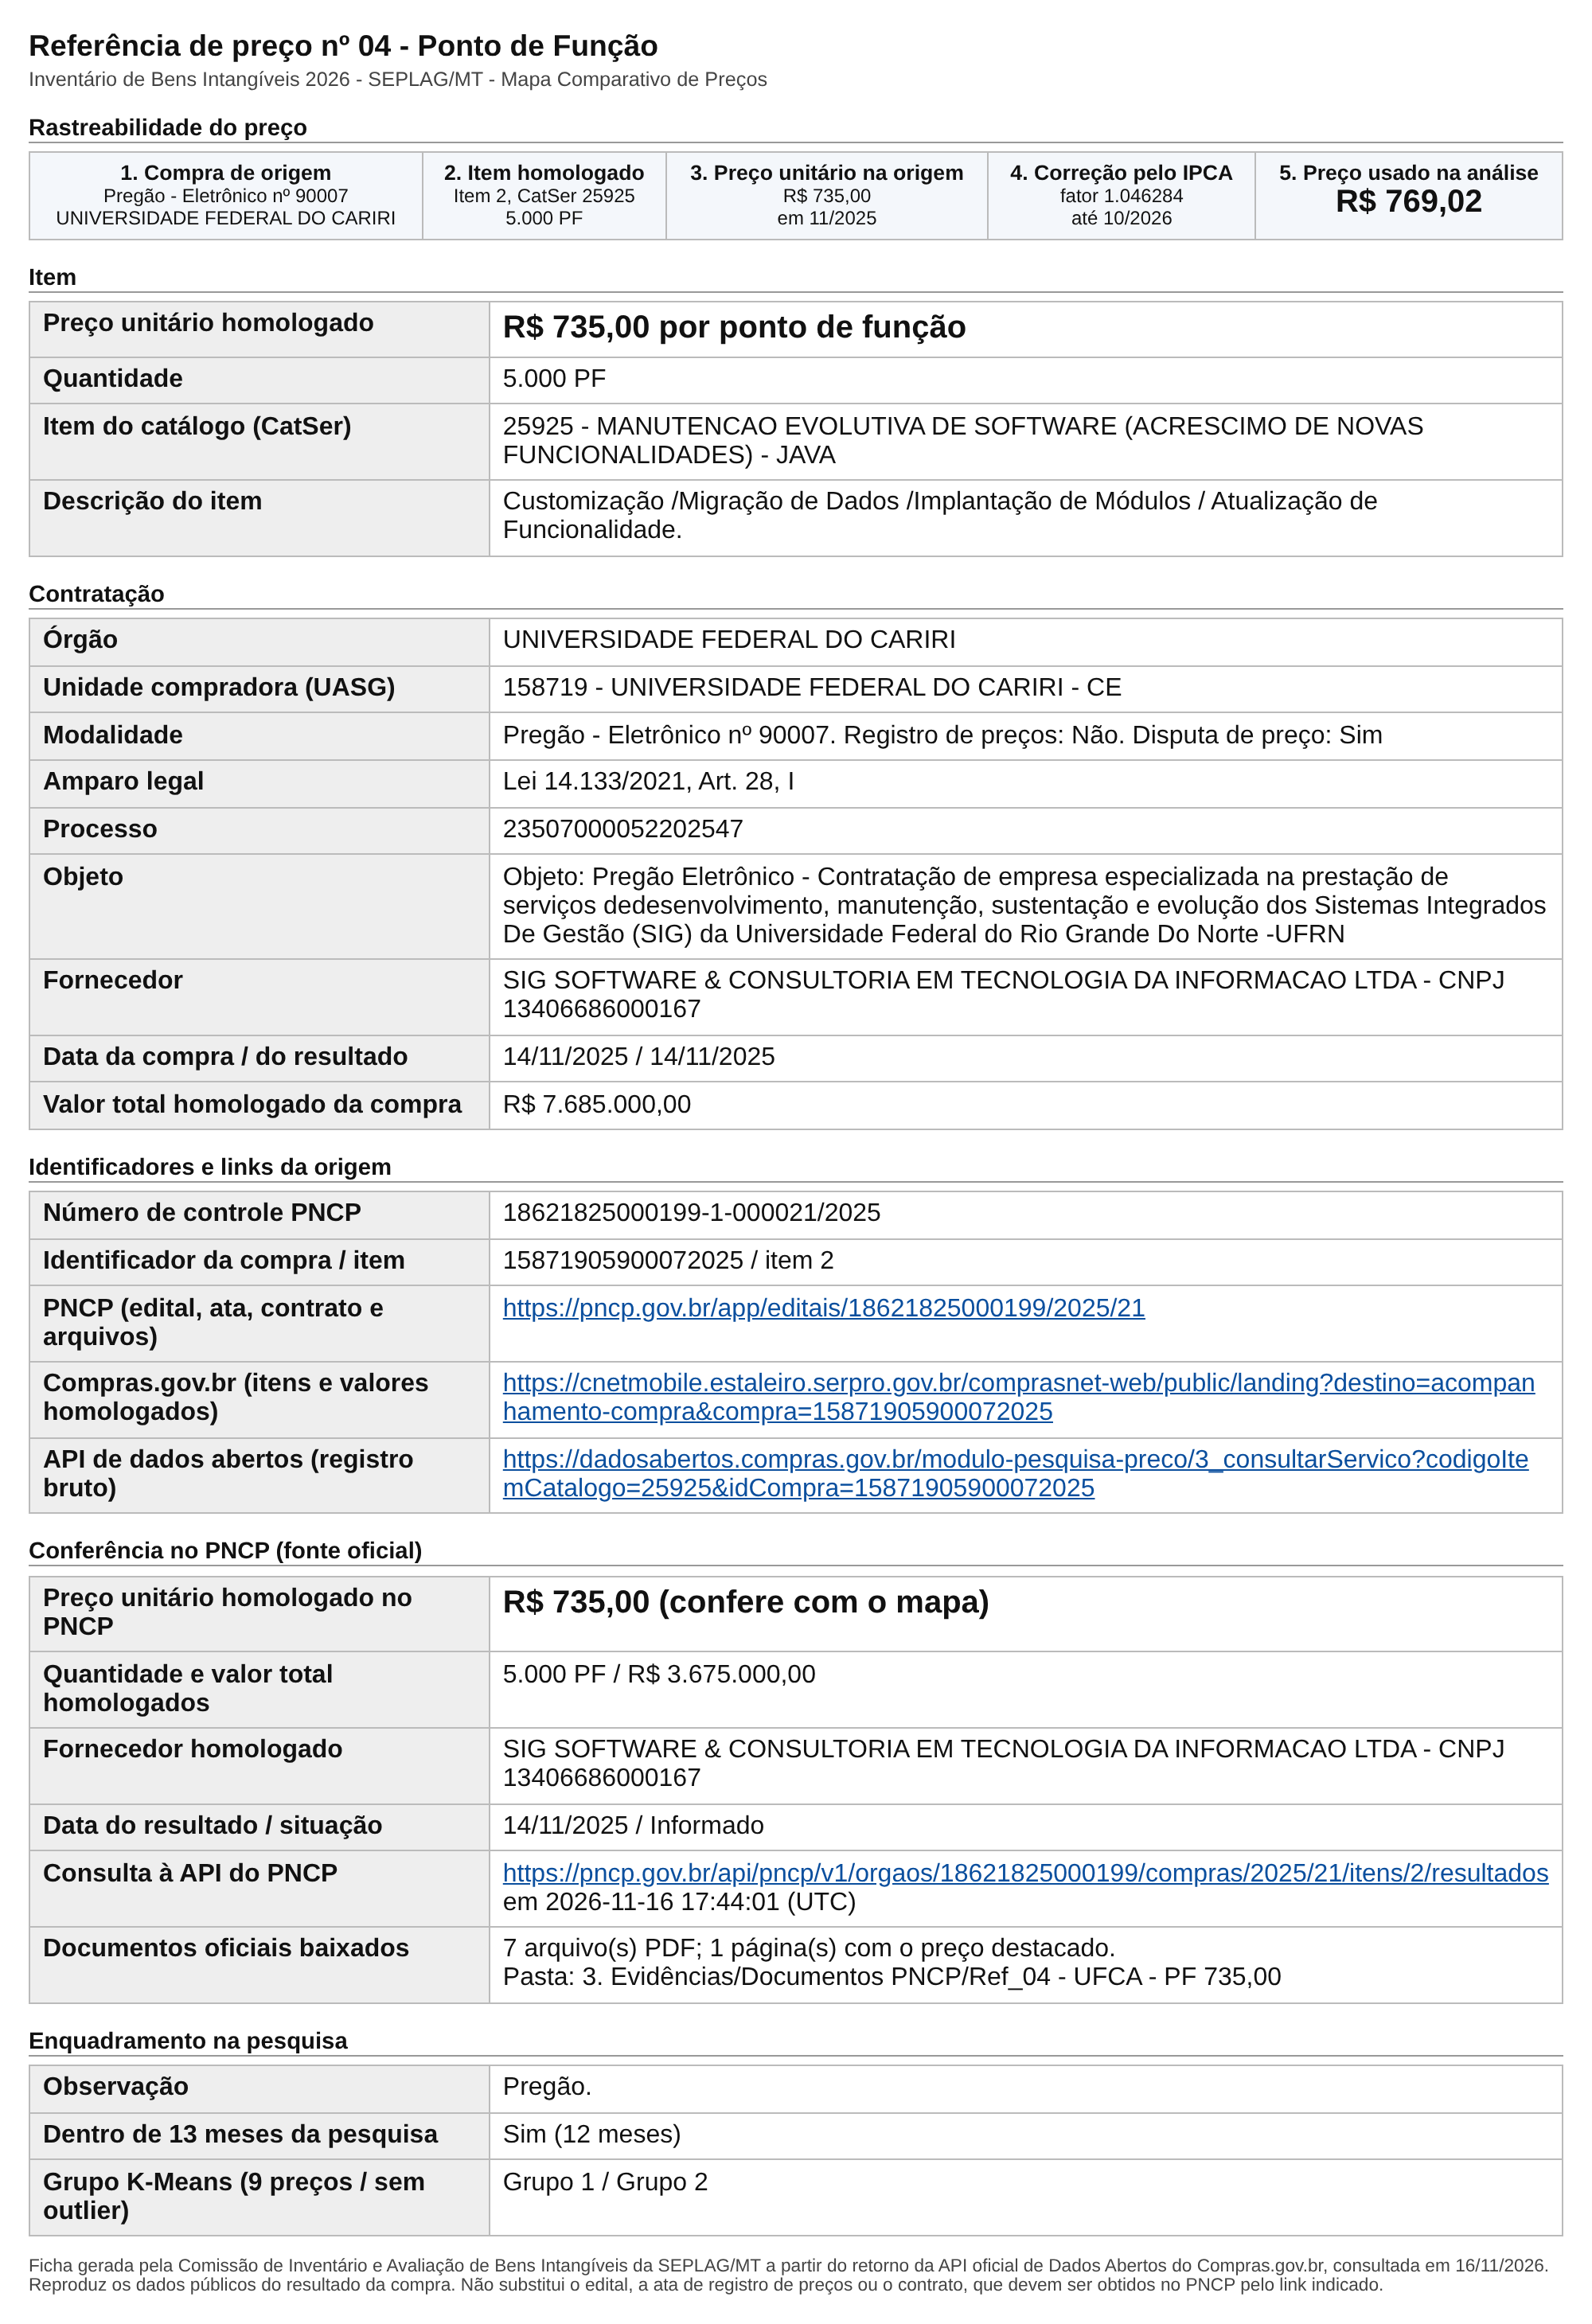 Referência de preço nº 04 - Ponto de Função
Inventário de Bens Intangíveis 2026 - SEPLAG/MT - Mapa Comparativo de Preços
Rastreabilidade do preço
1. Compra de origem
Pregão - Eletrônico nº 90007
UNIVERSIDADE FEDERAL DO CARIRI
2. Item homologado
Item 2, CatSer 25925
5.000 PF
3. Preço unitário na origem
R$ 735,00
em 11/2025
4. Correção pelo IPCA
fator 1.046284
até 10/2026
5. Preço usado na análise
R$ 769,02
Item
Preço unitário homologado
R$ 735,00 por ponto de função
Quantidade
5.000 PF
Item do catálogo (CatSer)
25925 - MANUTENCAO EVOLUTIVA DE SOFTWARE (ACRESCIMO DE NOVAS
FUNCIONALIDADES) - JAVA
Descrição do item
Customização /Migração de Dados /Implantação de Módulos / Atualização de
Funcionalidade.
Contratação
Órgão
UNIVERSIDADE FEDERAL DO CARIRI
Unidade compradora (UASG)
158719 - UNIVERSIDADE FEDERAL DO CARIRI - CE
Modalidade
Pregão - Eletrônico nº 90007. Registro de preços: Não. Disputa de preço: Sim
Amparo legal
Lei 14.133/2021, Art. 28, I
Processo
23507000052202547
Objeto
Objeto: Pregão Eletrônico - Contratação de empresa especializada na prestação de
serviços dedesenvolvimento, manutenção, sustentação e evolução dos Sistemas Integrados
De Gestão (SIG) da Universidade Federal do Rio Grande Do Norte -UFRN
Fornecedor
SIG SOFTWARE & CONSULTORIA EM TECNOLOGIA DA INFORMACAO LTDA - CNPJ
13406686000167
Data da compra / do resultado
14/11/2025 / 14/11/2025
Valor total homologado da compra
R$ 7.685.000,00
Identificadores e links da origem
Número de controle PNCP
18621825000199-1-000021/2025
Identificador da compra / item
15871905900072025 / item 2
PNCP (edital, ata, contrato e
arquivos)
https://pncp.gov.br/app/editais/18621825000199/2025/21
Compras.gov.br (itens e valores
homologados)
https://cnetmobile.estaleiro.serpro.gov.br/comprasnet-web/public/landing?destino=acompan
hamento-compra&compra=15871905900072025
API de dados abertos (registro
bruto)
https://dadosabertos.compras.gov.br/modulo-pesquisa-preco/3_consultarServico?codigoIte
mCatalogo=25925&idCompra=15871905900072025
Conferência no PNCP (fonte oficial)
Preço unitário homologado no
PNCP
R$ 735,00 (confere com o mapa)
Quantidade e valor total
homologados
5.000 PF / R$ 3.675.000,00
Fornecedor homologado
SIG SOFTWARE & CONSULTORIA EM TECNOLOGIA DA INFORMACAO LTDA - CNPJ
13406686000167
Data do resultado / situação
14/11/2025 / Informado
Consulta à API do PNCP
https://pncp.gov.br/api/pncp/v1/orgaos/18621825000199/compras/2025/21/itens/2/resultados
em 2026-11-16 17:44:01 (UTC)
Documentos oficiais baixados
7 arquivo(s) PDF; 1 página(s) com o preço destacado.
Pasta: 3. Evidências/Documentos PNCP/Ref_04 - UFCA - PF 735,00
Enquadramento na pesquisa
Observação
Pregão.
Dentro de 13 meses da pesquisa
Sim (12 meses)
Grupo K-Means (9 preços / sem
outlier)
Grupo 1 / Grupo 2
Ficha gerada pela Comissão de Inventário e Avaliação de Bens Intangíveis da SEPLAG/MT a partir do retorno da API oficial de Dados Abertos do Compras.gov.br, consultada em 16/11/2026.
Reproduz os dados públicos do resultado da compra. Não substitui o edital, a ata de registro de preços ou o contrato, que devem ser obtidos no PNCP pelo link indicado.